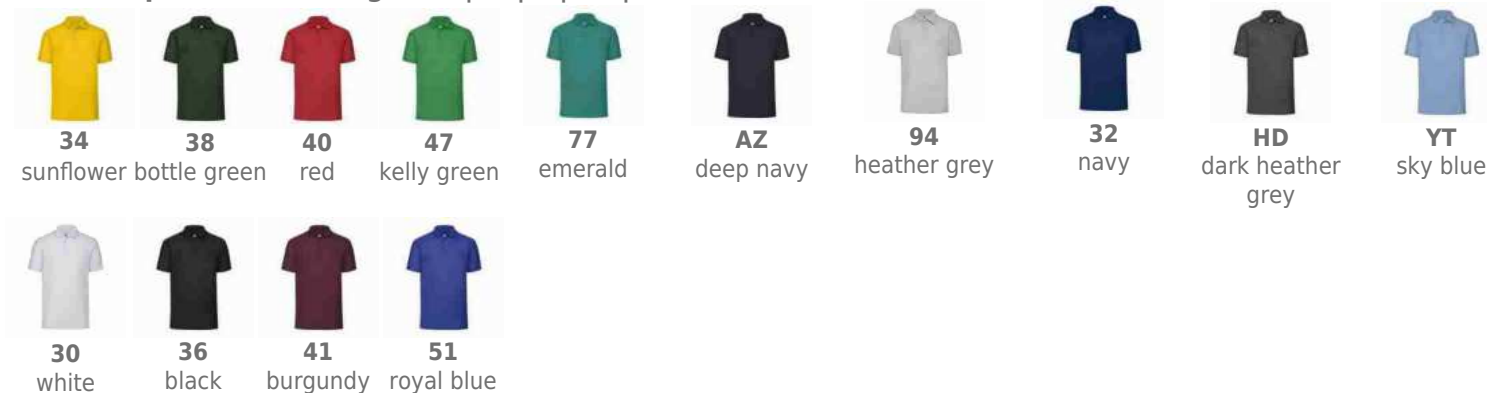 34
sunflower
38
bottle green
40
red
47
kelly green
77
emerald
AZ
deep navy
94
heather grey
32
navy
HD
dark heather
grey
YT
sky blue
30
white
36
black
41
burgundy
51
royal blue